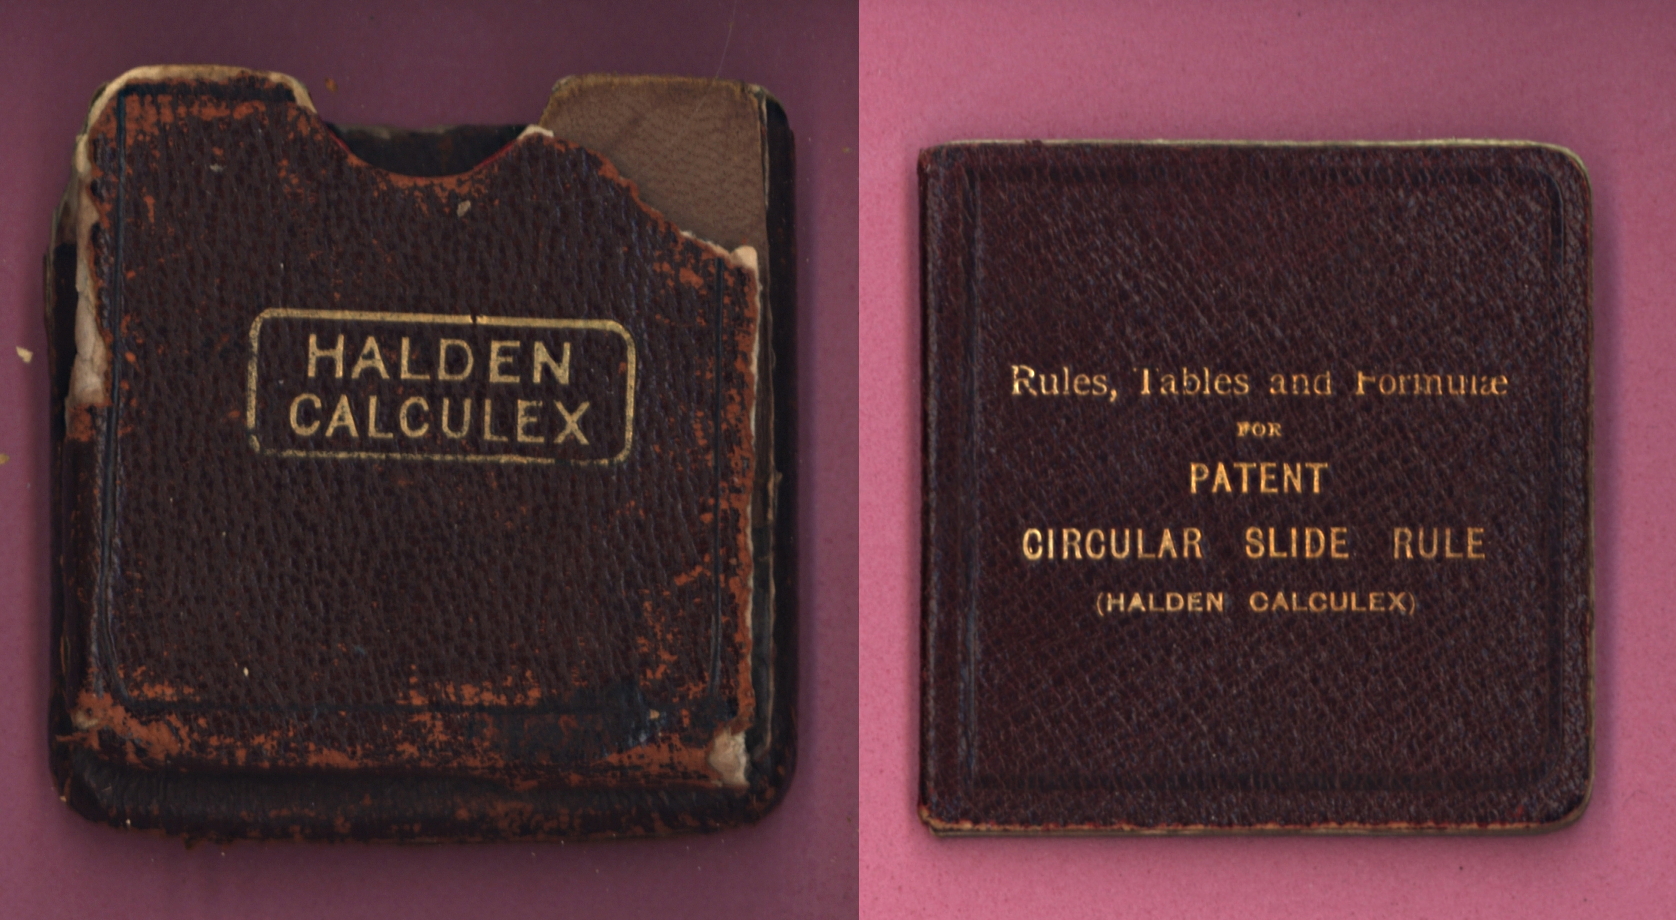 HALDEN
CALCULEX
Rules, Tables and Formulæ
FOR
PATENT
CIRCULAR SLIDE RULE
(HALDEN CALCULEX)